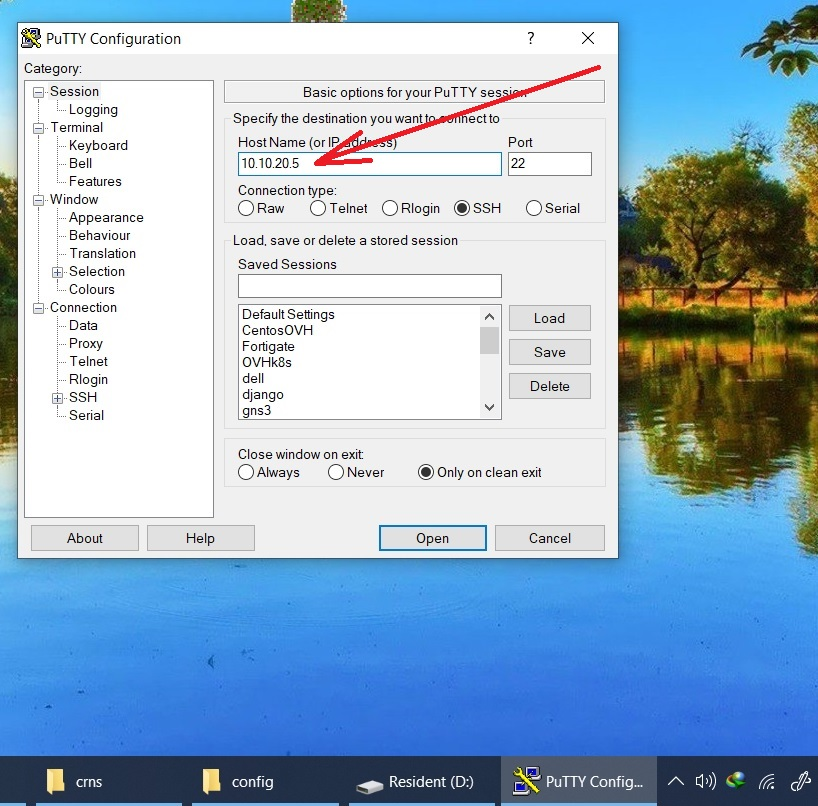 PuTTY Configuration
?
Category:
Session
Logging
Terminal
Keyboard
Bell
Features
Window
Appearance
Behaviour
Translation
Selection
Colours
Connection
Data
Proxy
Telnet
Rlogin
SSH
Serial
Basic options for your PuTTY session
Specify the destination you want to connect to
Host Name (or IP address) Port
10.10.20.5 22
Connection type:
Raw Telnet Rlogin SSH Serial
Load, save or delete a stored session
Saved Sessions
Default Settings
CentosOVH
Fortigate
OVHk8s
dell
django
gns3
Load
Save
Delete
Close window on exit:
Always Never Only on clean exit
About Help Open Cancel
crns config Resident (D:) PuTTY Config...